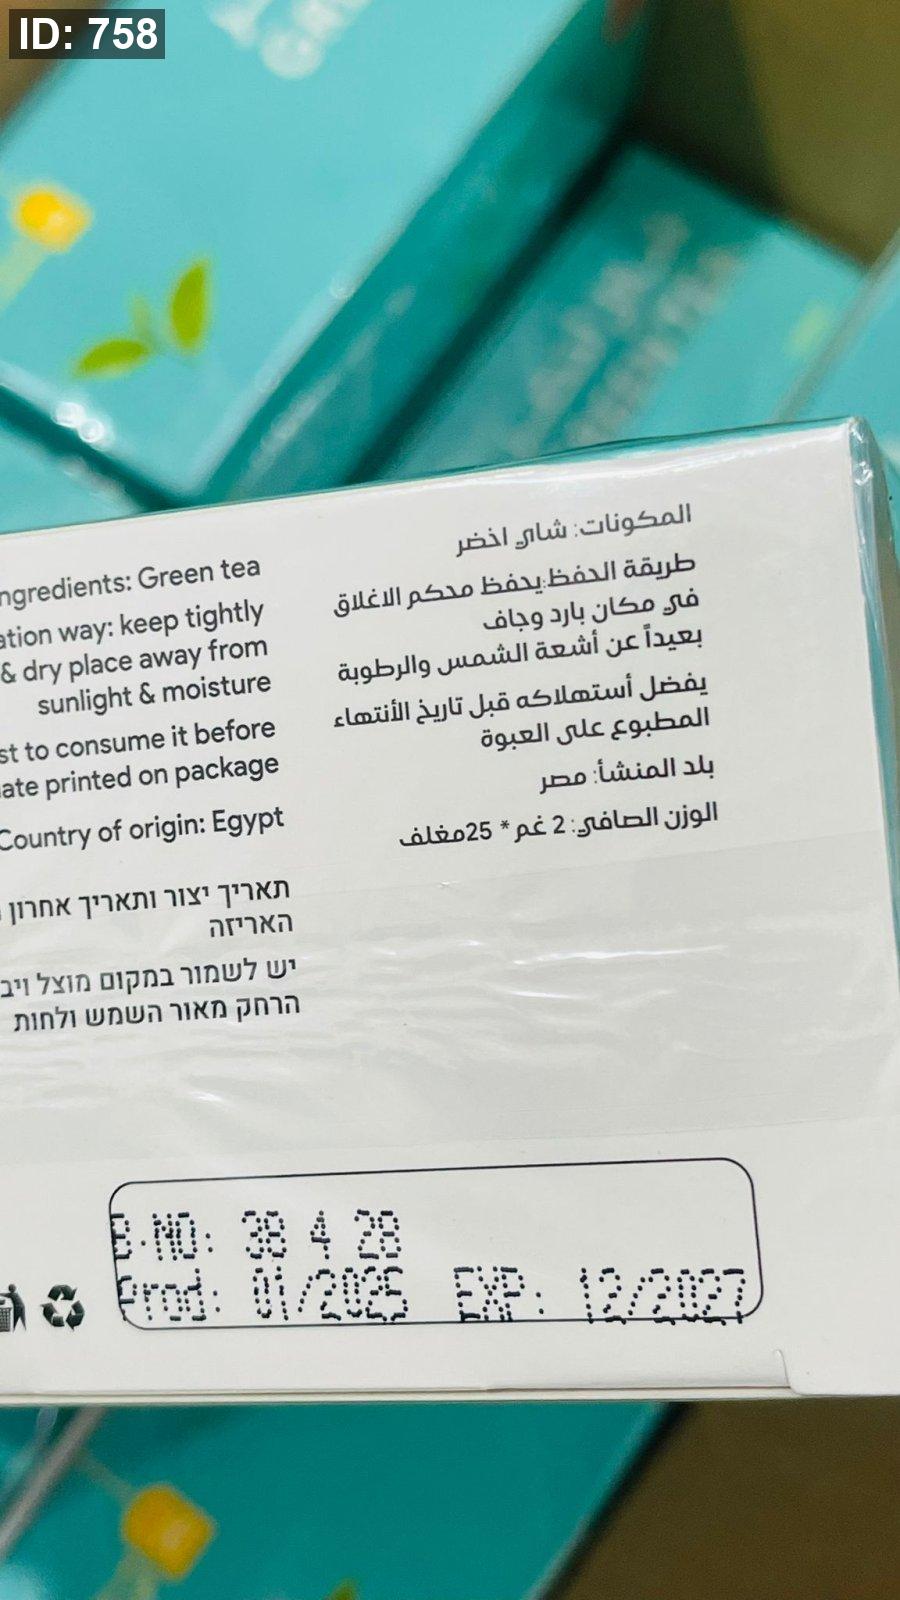 ID: 758
ngredients: Green tea
ation way: keep tightly
& dry place away from
sunlight & moisture
st to consume it before
ate printed on package
Country of origin: Egypt
المكونات: شاي اخضر
طريقة الحفظ:يحفظ محكم الاغلاق
في مكان بارد وجاف
بعيداً عن أشعة الشمس والرطوبة
يفضل أستهلاكه قبل تاريخ الأنتهاء
المطبوع على العبوة
بلد المنشأ: مصر
الوزن الصافي: 2 غم* 25مغلف
תאריך יצור ותאריך אחרון
האריזה
יש לשמור במקום מוצל ויב
הרחק מאור השמש ולחות
B.NO: 38 4 28
Prod: 01/2025 EXP: 12/2027